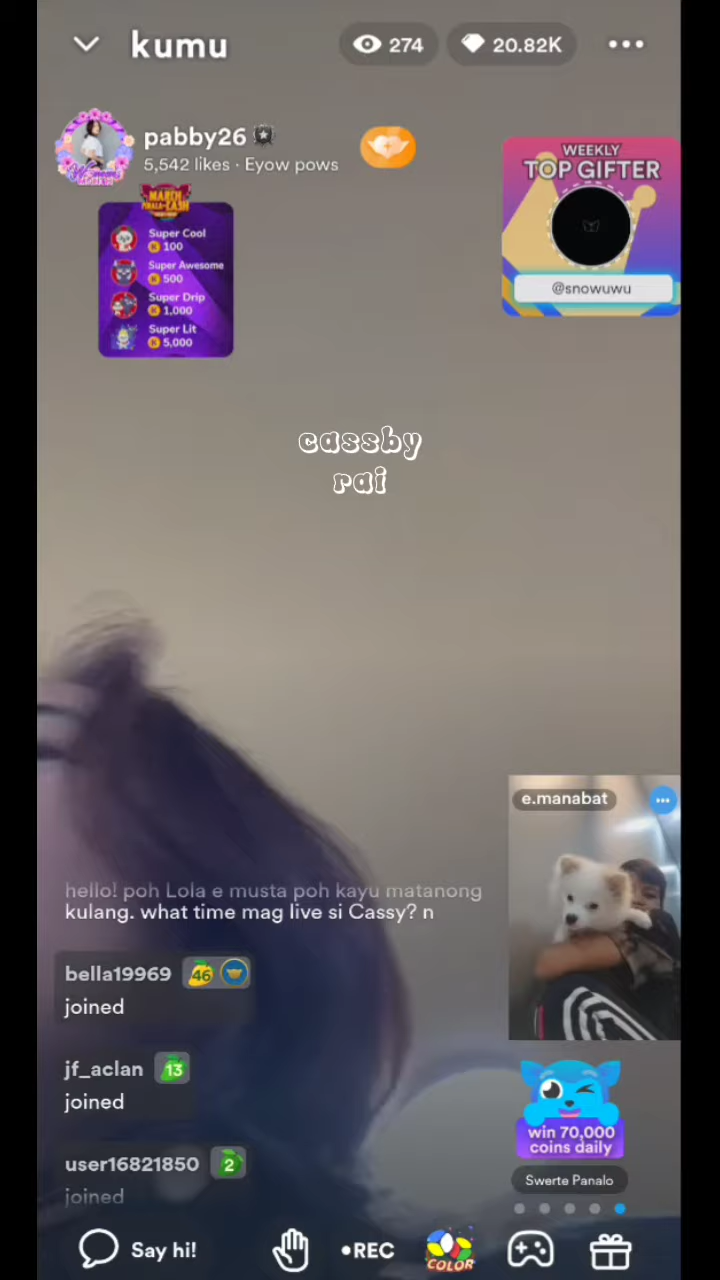 kumu
274
20.82K
pabby26
5,542 likes · Eyow pows
MARCH
PANALO-CASH
Super Cool
100
Super Awesome
500
Super Drip
1,000
Super Lit
5,000
WEEKLY
TOP GIFTER
@snowuwu
cassby
rai
e.manabat
hello! poh Lola e musta poh kayu matanong
kulang. what time mag live si Cassy? n
bella19969 46
joined
jf_aclan 13
joined
user16821850 2
joined
win 70,000
coins daily
Swerte Panalo
Say hi!
•REC
COLOR